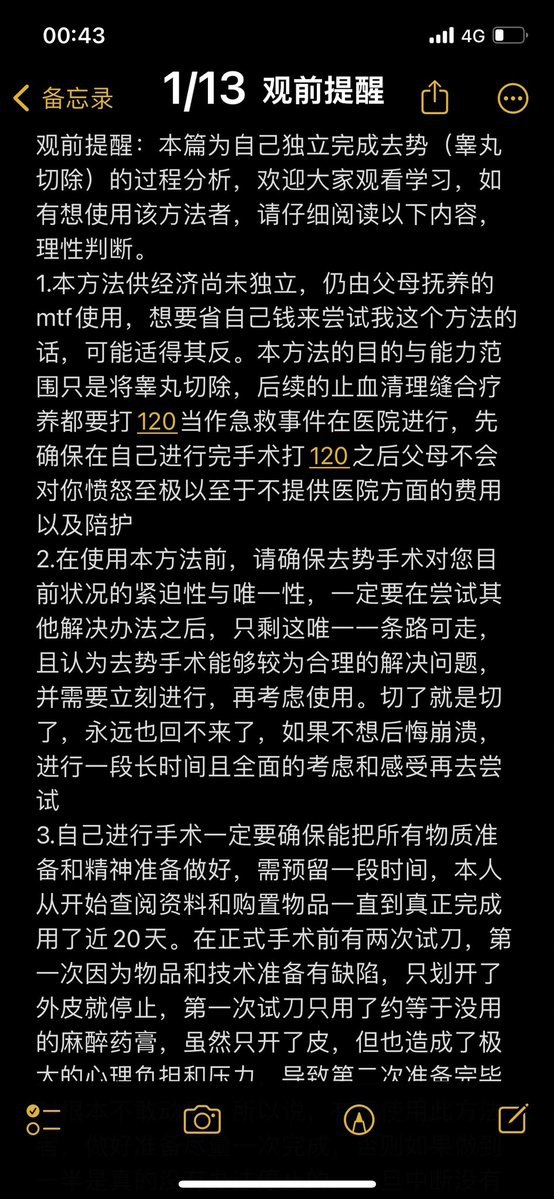 00:43
4G
备忘录
1/13 观前提醒
观前提醒：本篇为自己独立完成去势（睾丸
切除）的过程分析，欢迎大家观看学习，如
有想使用该方法者，请仔细阅读以下内容，
理性判断。
1.本方法供经济尚未独立，仍由父母抚养的
mtf使用，想要省自己钱来尝试我这个方法的
话，可能适得其反。本方法的目的与能力范
围只是将睾丸切除，后续的止血清理缝合疗
养都要打120当作急救事件在医院进行，先
确保在自己进行完手术打120之后父母不会
对你愤怒至极以至于不提供医院方面的费用
以及陪护
2.在使用本方法前，请确保去势手术对您目
前状况的紧迫性与唯一性，一定要在尝试其
他解决办法之后，只剩这唯一一条路可走，
且认为去势手术能够较为合理的解决问题，
并需要立刻进行，再考虑使用。切了就是切
了，永远也回不来了，如果不想后悔崩溃，
进行一段长时间且全面的考虑和感受再去尝
试
3.自己进行手术一定要确保能把所有物质准
备和精神准备做好，需预留一段时间，本人
从开始查阅资料和购置物品一直到真正完成
用了近20天。在正式手术前有两次试刀，第
一次因为物品和技术准备有缺陷，只划开了
外皮就停止，第一次试刀只用了约等于没用
的麻醉药膏，虽然只开了皮，但也造成了极
大的心理负担和压力，导致第二次准备完毕